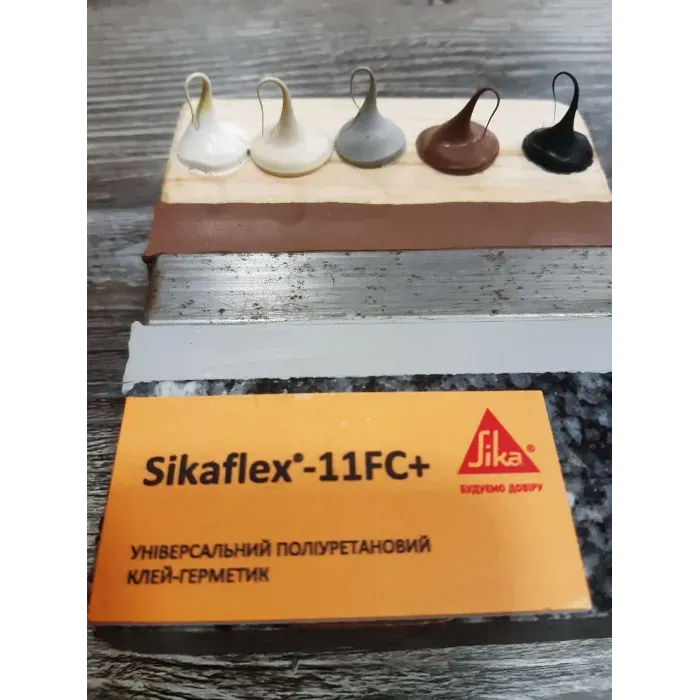 Sikaflex®-11FC+
Sika®
БУДУЄМО ДОВІРУ
УНІВЕРСАЛЬНИЙ ПОЛІУРЕТАНОВИЙ
КЛЕЙ-ГЕРМЕТИК